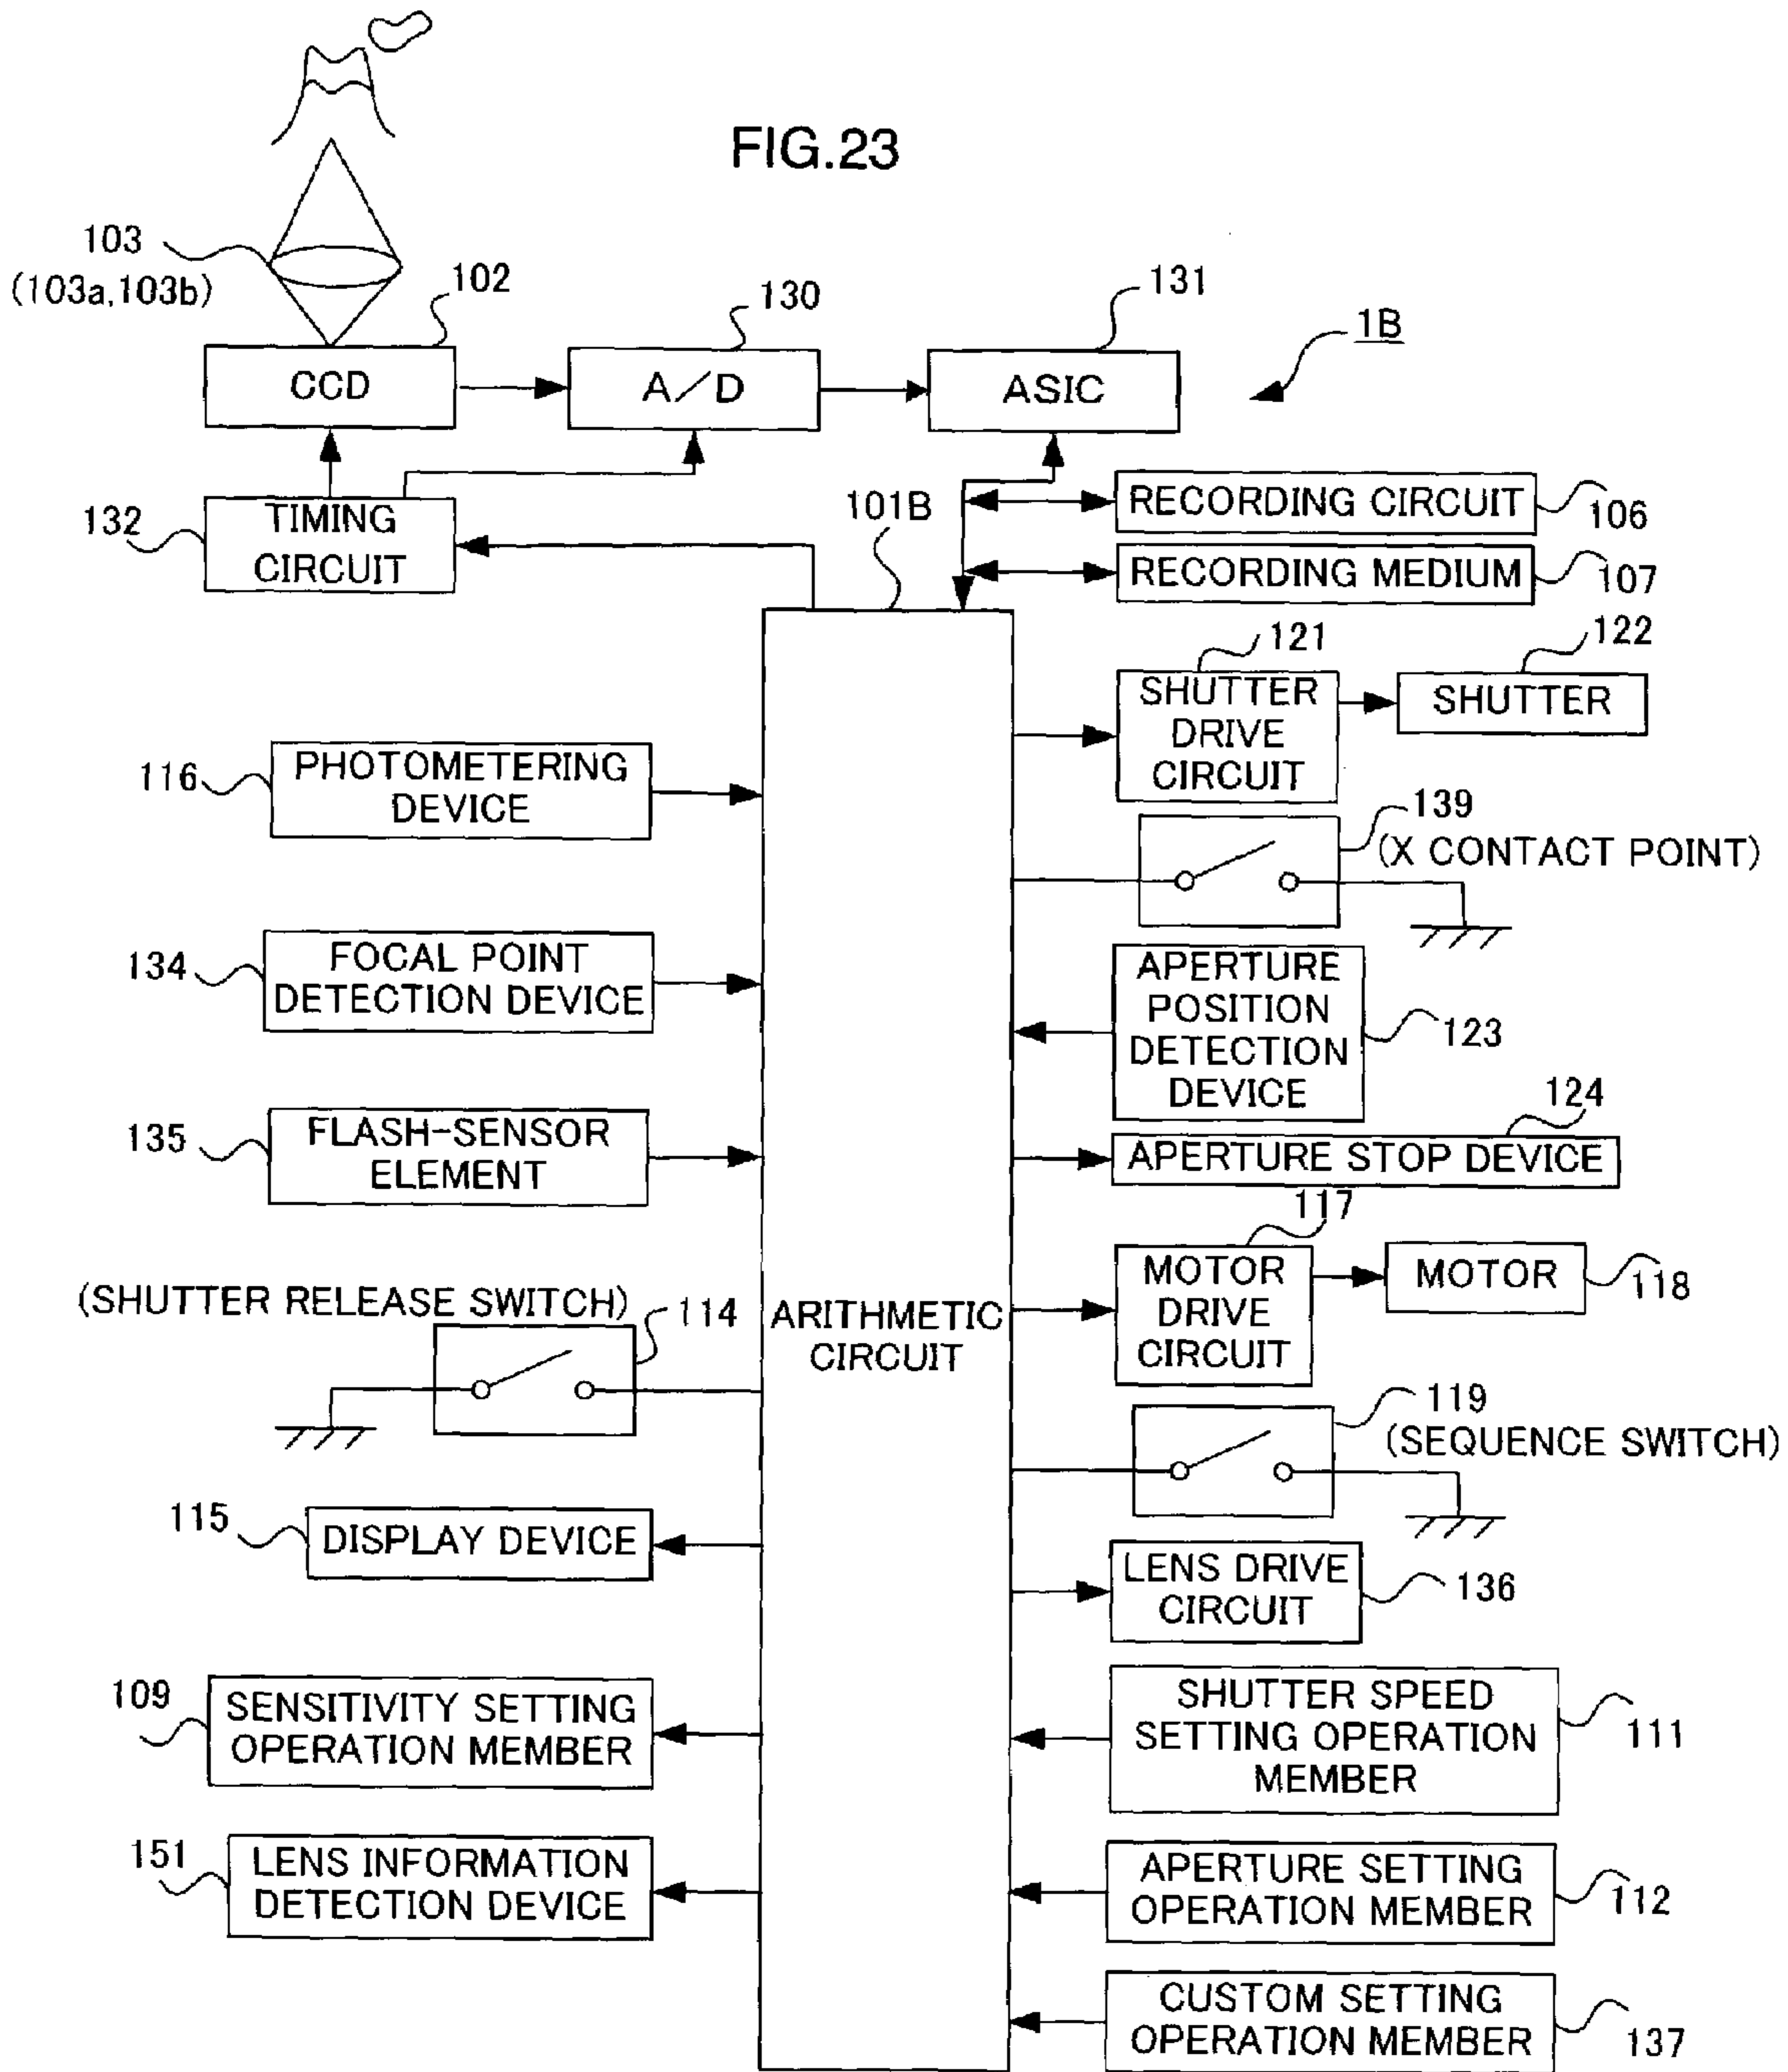 FIG.23
103
(103a,103b)
102
130
131
1B
CCD
A/D
ASIC
132
TIMING
CIRCUIT
101B
RECORDING CIRCUIT
106
RECORDING MEDIUM
107
121
122
SHUTTER
DRIVE
CIRCUIT
SHUTTER
116
PHOTOMETERING
DEVICE
139
(X CONTACT POINT)
134
FOCAL POINT
DETECTION DEVICE
APERTURE
POSITION
DETECTION
DEVICE
123
135
FLASH-SENSOR
ELEMENT
124
APERTURE STOP DEVICE
117
MOTOR
DRIVE
CIRCUIT
MOTOR
118
(SHUTTER RELEASE SWITCH)
114
ARITHMETIC
CIRCUIT
119
(SEQUENCE SWITCH)
115
DISPLAY DEVICE
LENS DRIVE
CIRCUIT
136
109
SENSITIVITY SETTING
OPERATION MEMBER
SHUTTER SPEED
SETTING OPERATION
MEMBER
111
151
LENS INFORMATION
DETECTION DEVICE
APERTURE SETTING
OPERATION MEMBER
112
CUSTOM SETTING
OPERATION MEMBER
137